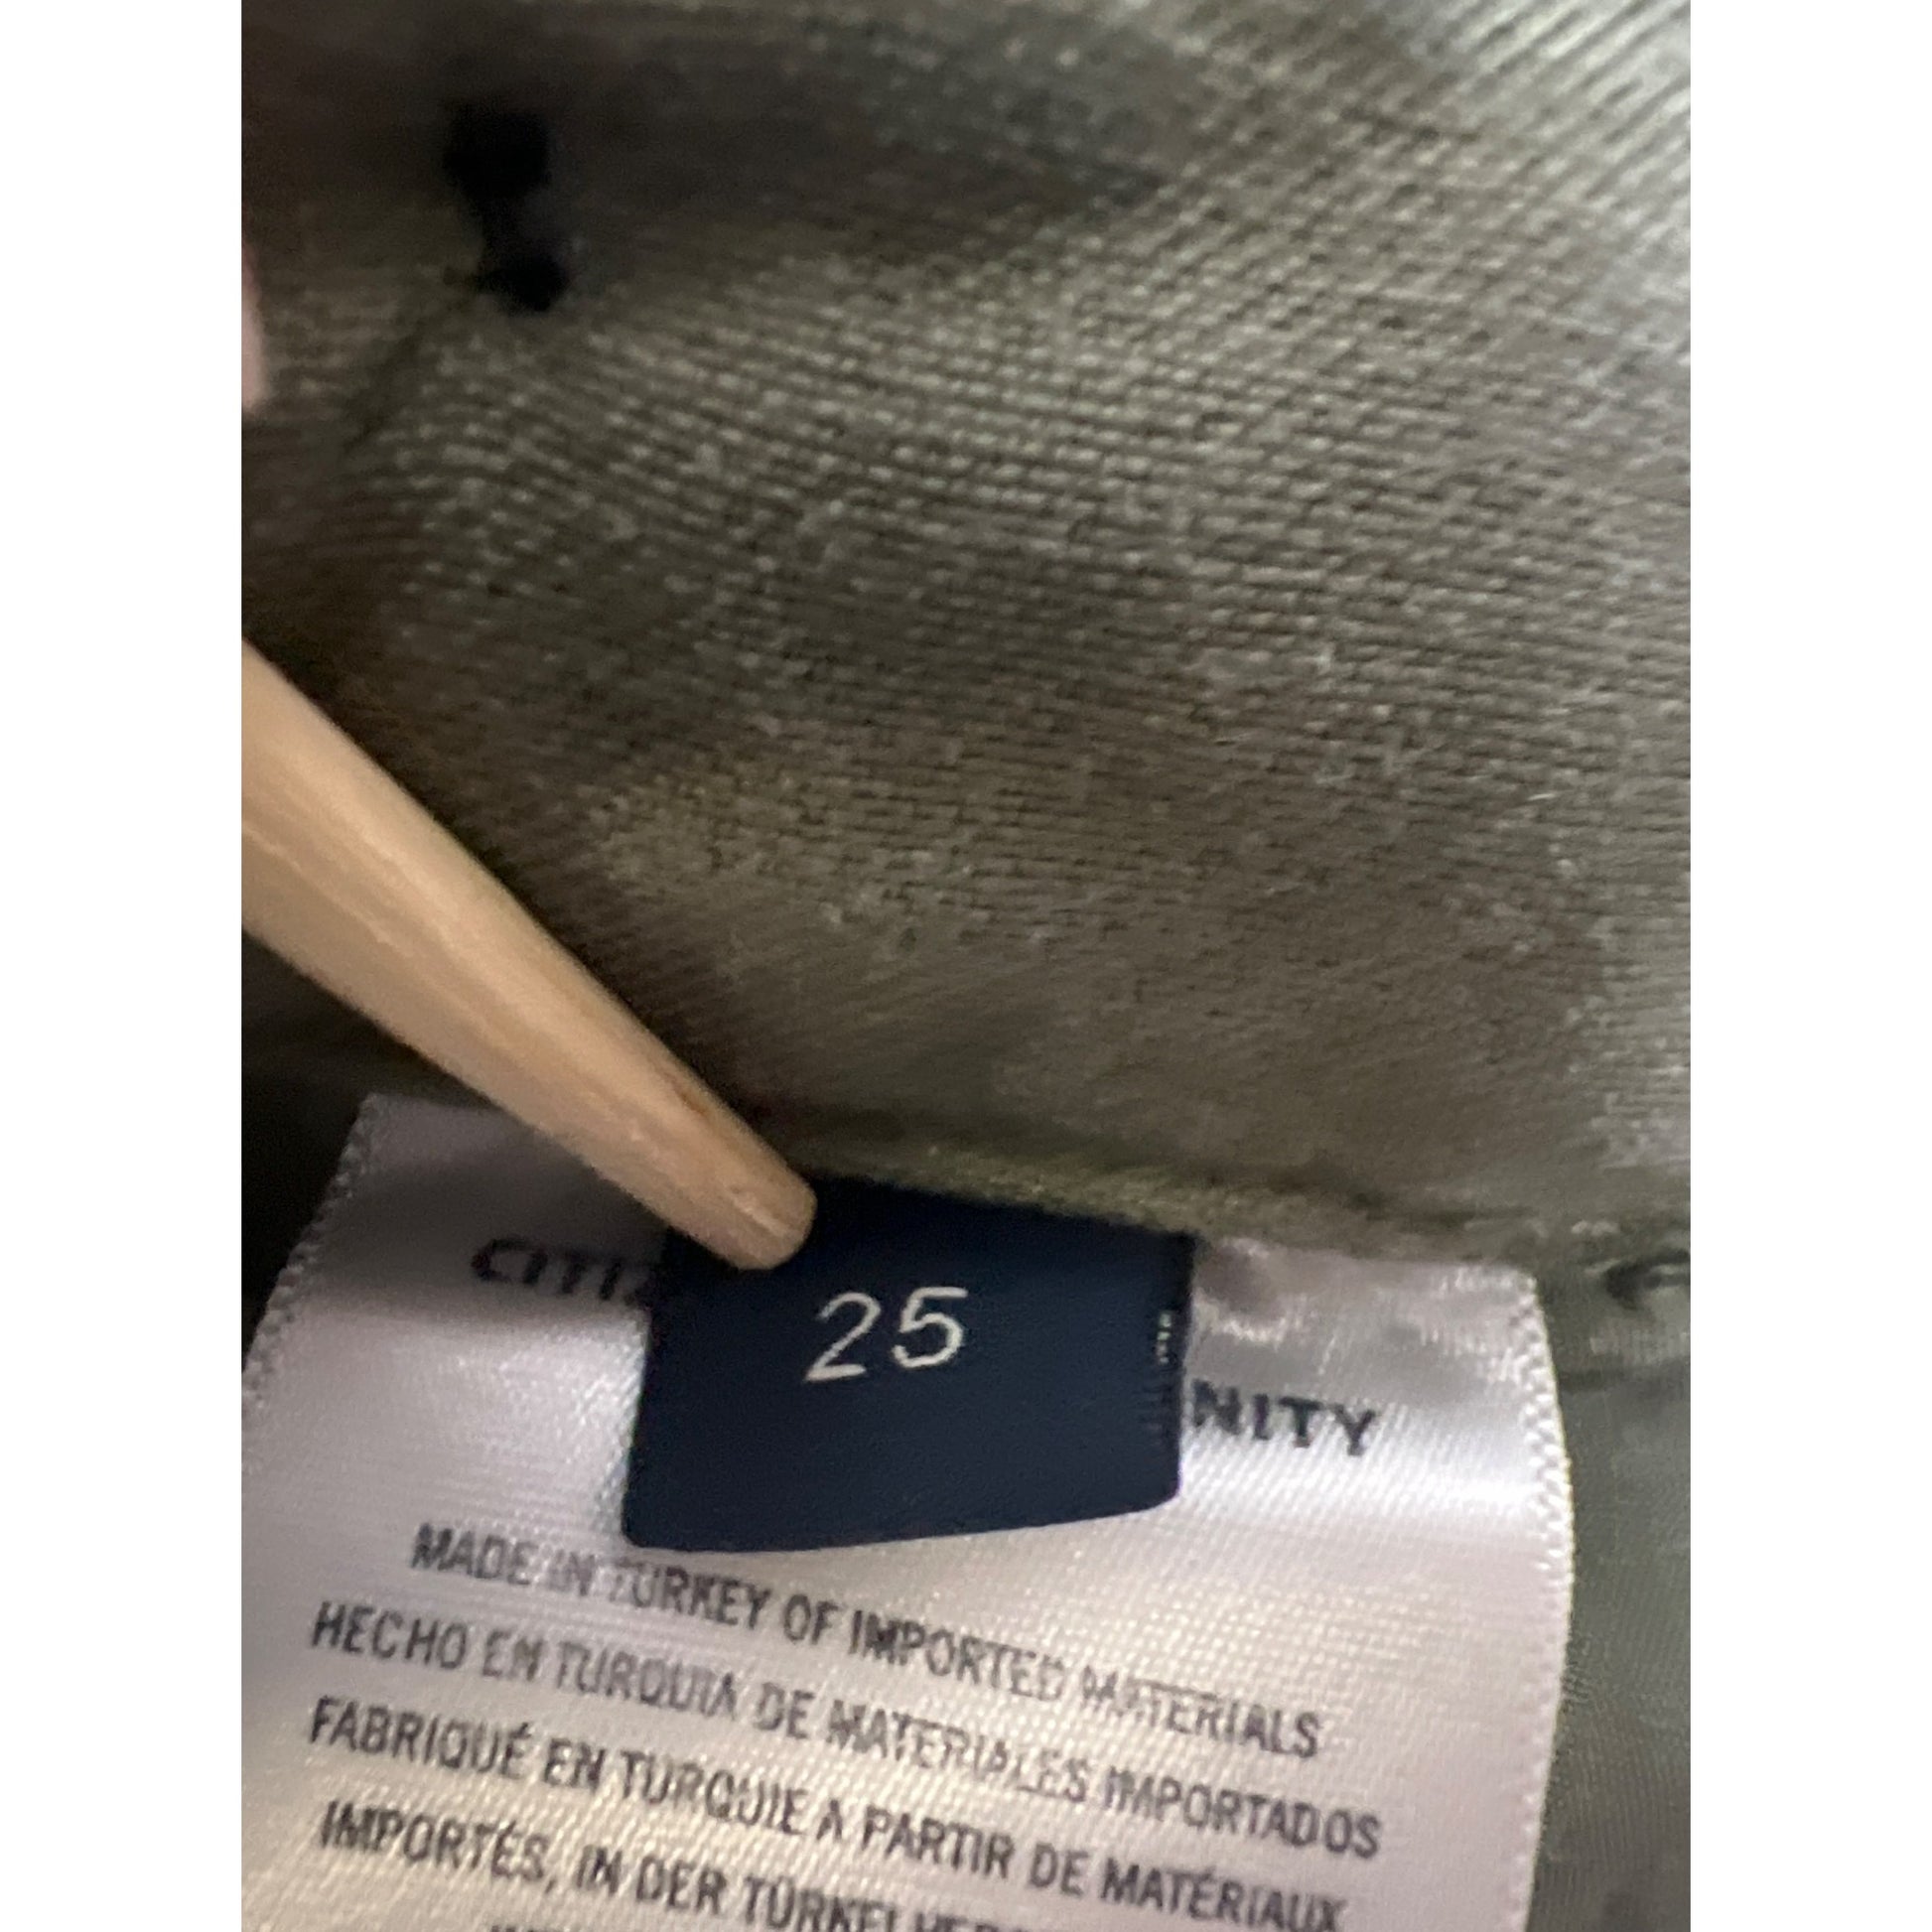 25
NITY
MADE IN TURKEY OF IMPORTED MATERIALS
HECHO EN TURQUIA DE MATERIALES IMPORTADOS
FABRIQUÉ EN TURQUIE À PARTIR DE MATÉRIAUX
IMPORTÉS, IN DER TÜRKEI